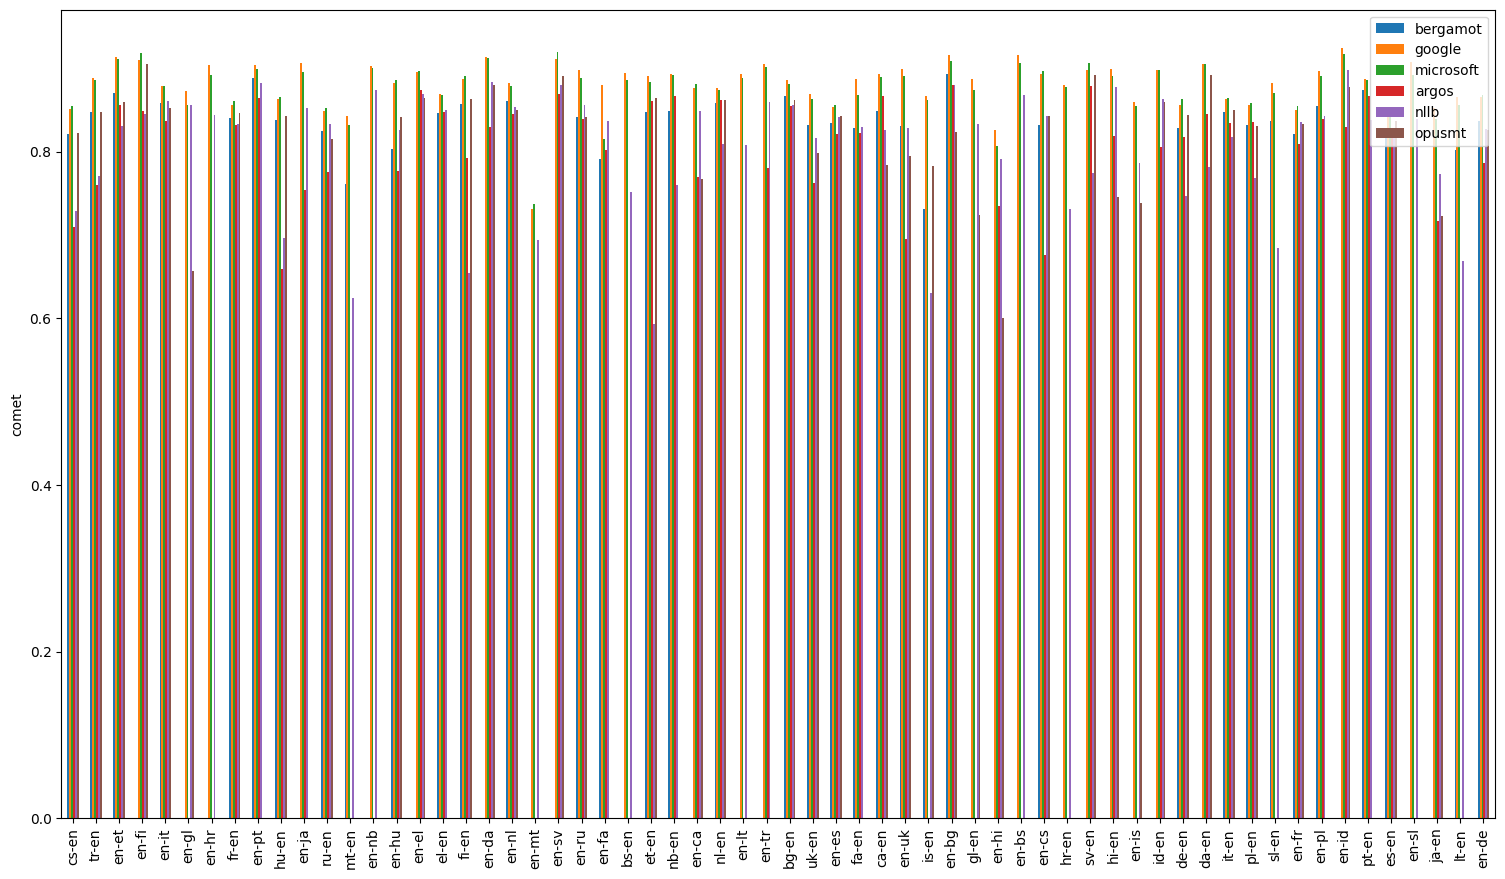 bergamot
google
microsoft
argos
nllb
opusmt
comet
0.8
0.6
0.4
0.2
0.0
cs-en
tr-en
en-et
en-fi
en-it
en-gl
en-hr
fr-en
en-pt
hu-en
en-ja
ru-en
mt-en
en-nb
en-hu
en-el
el-en
fi-en
en-da
en-nl
en-mt
en-sv
en-ru
en-fa
bs-en
et-en
nb-en
en-ca
nl-en
en-lt
en-tr
bg-en
uk-en
en-es
fa-en
ca-en
en-uk
is-en
en-bg
gl-en
en-hi
en-bs
en-cs
hr-en
sv-en
hi-en
en-is
id-en
de-en
da-en
it-en
pl-en
sl-en
en-fr
en-pl
en-id
pt-en
es-en
en-sl
ja-en
lt-en
en-de